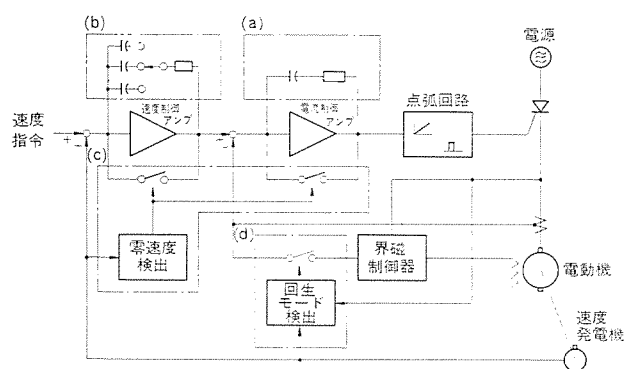 (b)
(a)
電源
速度制御
アンプ
電流制御
アンプ
点弧回路
速度
指令
+
-
+
-
(c)
零速度
検出
(d)
界磁
制御器
回生
モード
検出
電動機
速度
発電機